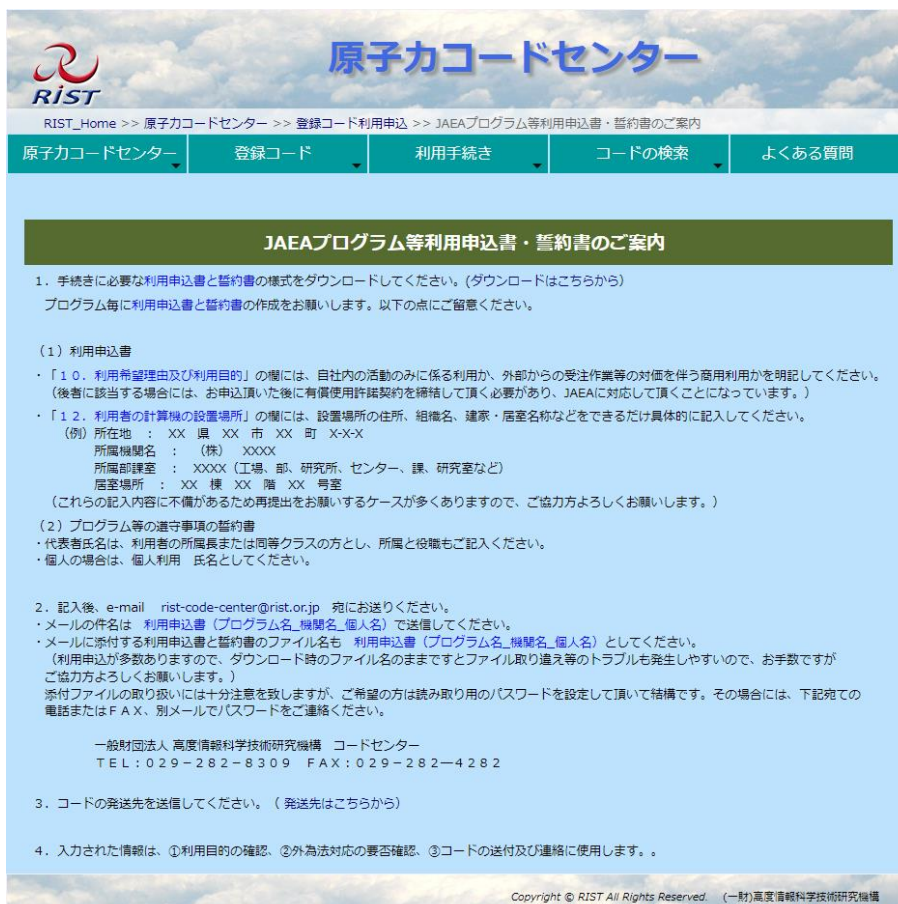 原子力コードセンター
RIST
RIST_Home >> 原子力コードセンター >> 登録コード利用申込 >> JAEAプログラム等利用申込書・誓約書のご案内
原子力コードセンター 登録コード 利用手続き コードの検索 よくある質問
JAEAプログラム等利用申込書・誓約書のご案内
1．手続きに必要な利用申込書と誓約書の様式をダウンロードしてください。(ダウンロードはこちらから)
プログラム毎に利用申込書と誓約書の作成をお願いします。以下の点にご留意ください。
（1）利用申込書
・「１０．利用希望理由及び利用目的」の欄には、自社内の活動のみに係る利用か、外部からの受注作業等の対価を伴う商用利用かを明記してください。
（後者に該当する場合には、お申込頂いた後に有償使用許諾契約を締結して頂く必要があり、JAEAに対応して頂くことになっています。）
・「１２．利用者の計算機の設置場所」の欄には、設置場所の住所、組織名、建家・居室名称などをできるだけ具体的に記入してください。
（例）所在地 ： XX 県 XX 市 XX 町 X-X-X
所属機関名 ： （株） XXXX
所属部課室 ： XXXX（工場、部、研究所、センター、課、研究室など）
居室場所 ： XX 棟 XX 階 XX 号室
（これらの記入内容に不備があるため再提出をお願いするケースが多くありますので、ご協力方よろしくお願いします。）
（2）プログラム等の遵守事項の誓約書
・代表者氏名は、利用者の所属長または同等クラスの方とし、所属と役職もご記入ください。
・個人の場合は、個人利用 氏名としてください。
2．記入後、e-mail rist-code-center@rist.or.jp 宛にお送りください。
・メールの件名は 利用申込書（プログラム名_機関名_個人名）で送信してください。
・メールに添付する利用申込書と誓約書のファイル名も 利用申込書（プログラム名_機関名_個人名）としてください。
（利用申込が多数ありますので、ダウンロード時のファイル名のままですとファイル取り違え等のトラブルも発生しやすいので、お手数ですが
ご協力方よろしくお願いします。）
添付ファイルの取り扱いには十分注意を致しますが、ご希望の方は読み取り用のパスワードを設定して頂いて結構です。その場合には、下記宛ての
電話またはＦＡＸ、別メールでパスワードをご連絡ください。
一般財団法人 高度情報科学技術研究機構 コードセンター
ＴＥＬ：０２９－２８２－８３０９ ＦＡＸ：０２９－２８２―４２８２
3．コードの発送先を送信してください。（ 発送先はこちらから）
4．入力された情報は、①利用目的の確認、②外為法対応の要否確認、③コードの送付及び連絡に使用します。。
Copyright © RIST All Rights Reserved. (一財)高度情報科学技術研究機構